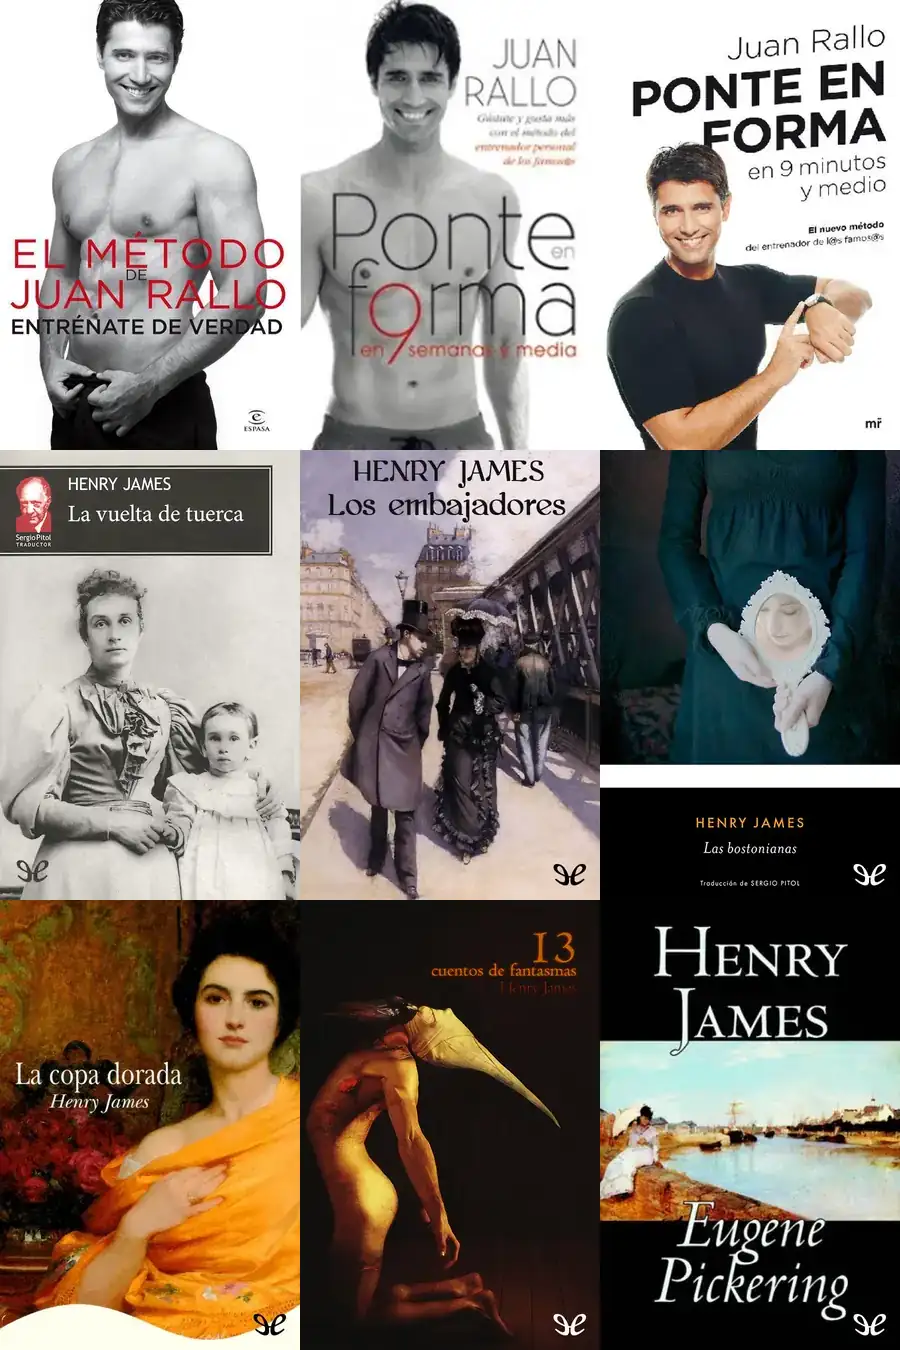 EL MÉTODO
DE
JUAN RALLO
ENTRÉNATE DE VERDAD
e
ESPASA
JUAN
RALLO
Gústate y gusta más
con el método del
entrenador personal
de los famos@s
Ponte
en
forma
en 9 semanas y media
Juan Rallo
PONTE EN
FORMA
en 9 minutos
y medio
El nuevo método
del entrenador de l@s famos@s
mr
HENRY JAMES
La vuelta de tuerca
Sergio Pitol
TRADUCTOR
HENRY JAMES
Los embajadores
HENRY JAMES
Las bostonianas
Traducción de SERGIO PITOL
La copa dorada
Henry James
13
cuentos de fantasmas
Henry James
HENRY
JAMES
Eugene
Pickering